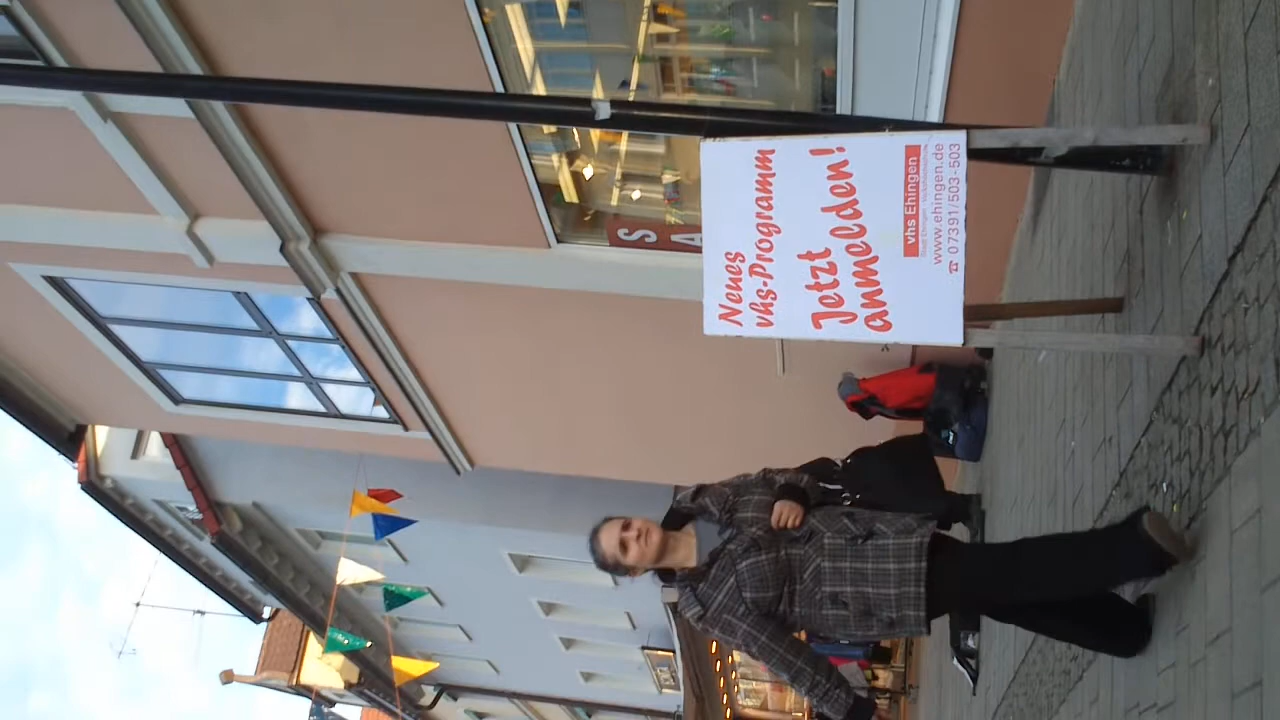 Neues
vhs-Programm
Jetzt
anmelden!
vhs Ehingen
www.ehingen.de
☎ 07391/503-503
S
A